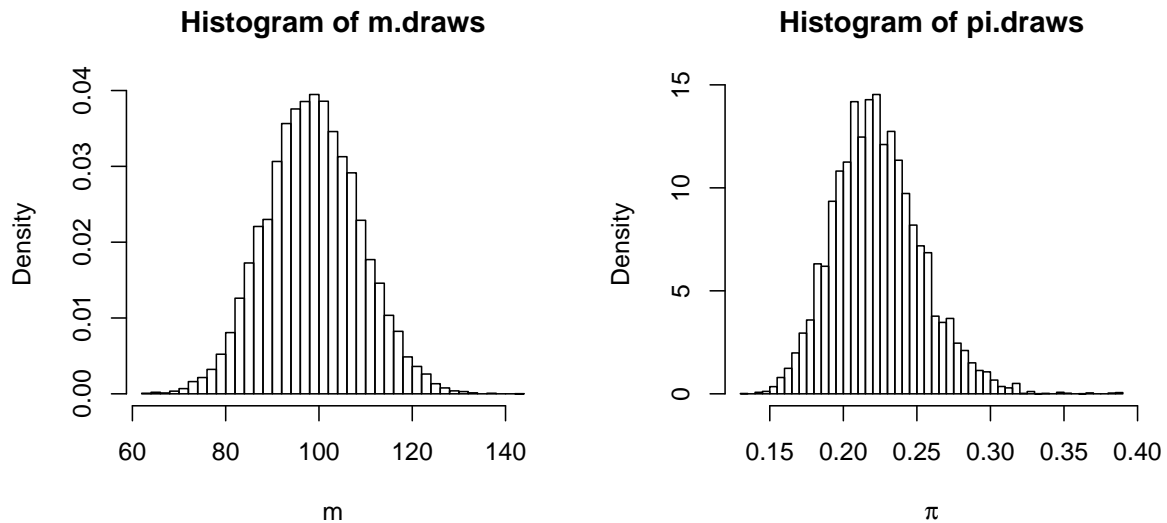 Histogram of m.draws
Density
0.00 0.01 0.02 0.03 0.04
60 80 100 120 140
m
Histogram of pi.draws
Density
0 5 10 15
0.15 0.20 0.25 0.30 0.35 0.40
π